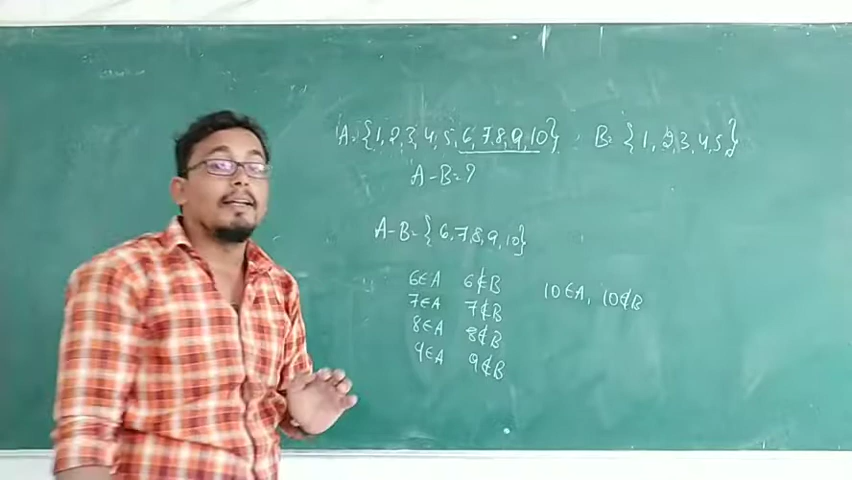 A = {1,2,3,4,5,6,7,8,9,10} , B = {1,2,3,4,5}
A-B=?
A-B={6,7,8,9,10}
6∈A 6∉B 10∈A, 10∉B
7∈A 7∉B
8∈A 8∉B
9∈A 9∉B